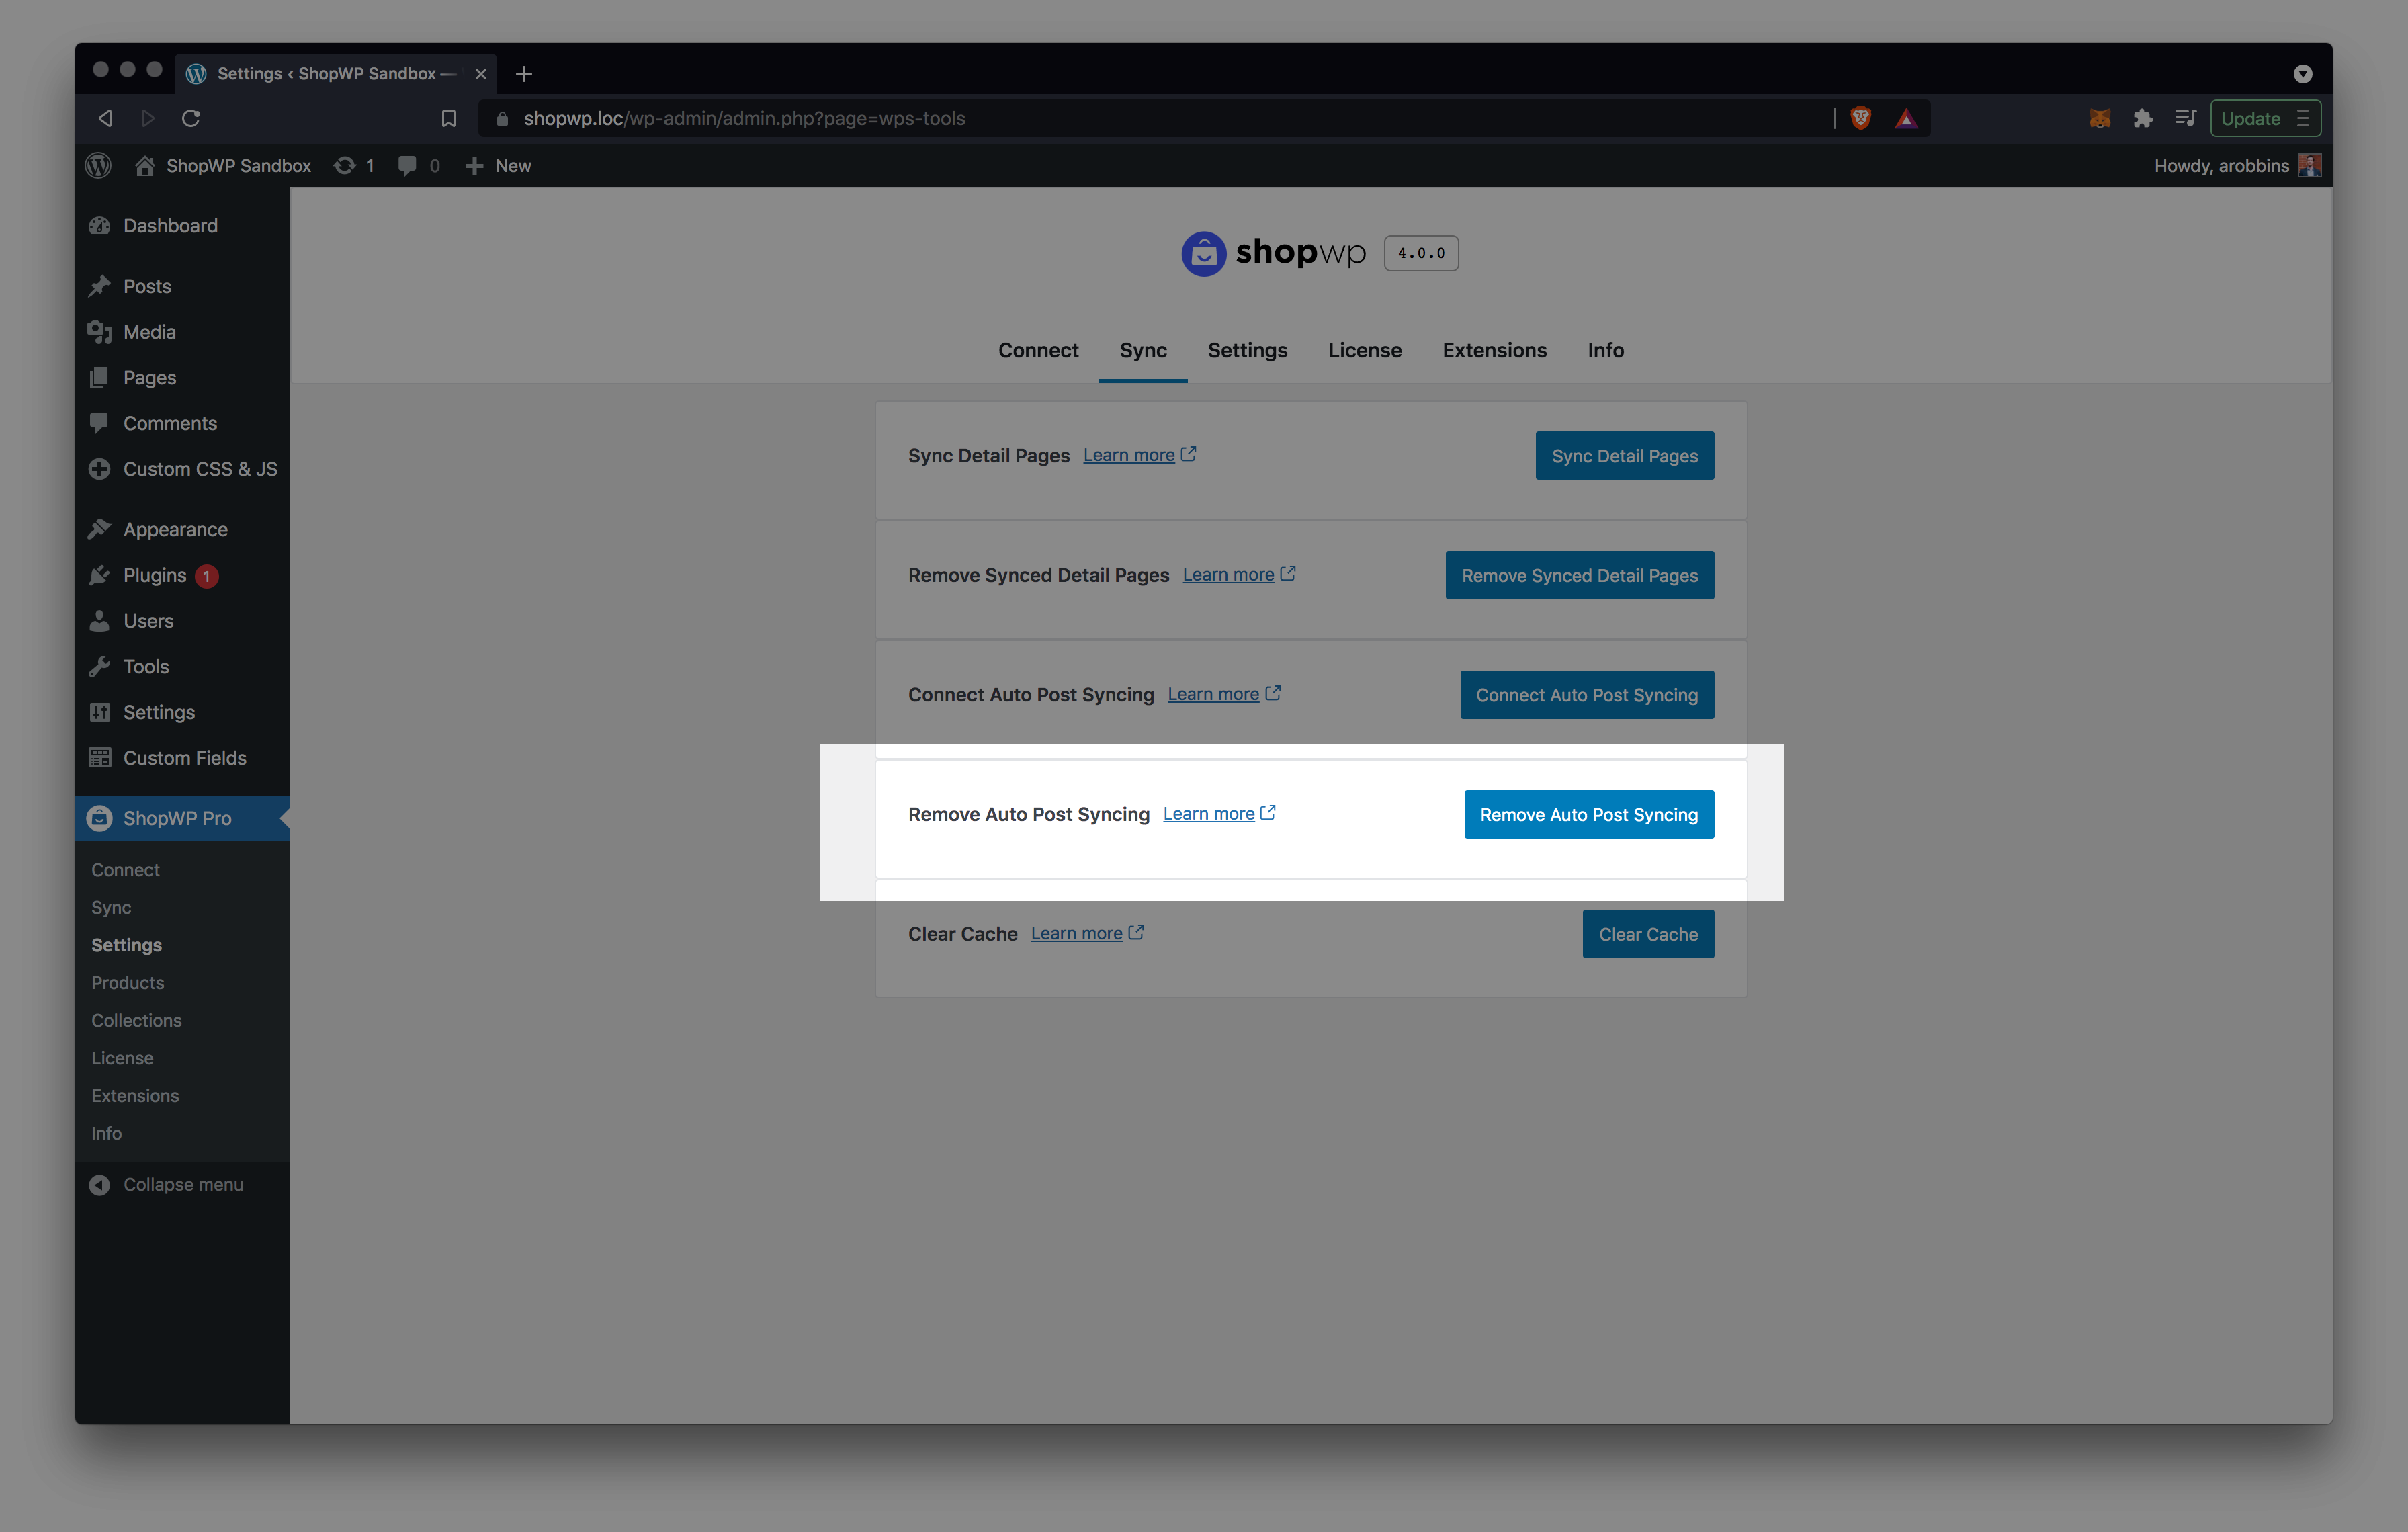 Settings ‹ ShopWP Sandbox —
shopwp.loc/wp-admin/admin.php?page=wps-tools
Update
ShopWP Sandbox 1 0 New
Howdy, arobbins
Dashboard
Posts
Media
Pages
Comments
Custom CSS & JS
Appearance
Plugins 1
Users
Tools
Settings
Custom Fields
ShopWP Pro
Connect
Sync
Settings
Products
Collections
License
Extensions
Info
Collapse menu
shopwp 4.0.0
Connect Sync Settings License Extensions Info
Sync Detail Pages Learn more Sync Detail Pages
Remove Synced Detail Pages Learn more Remove Synced Detail Pages
Connect Auto Post Syncing Learn more Connect Auto Post Syncing
Remove Auto Post Syncing Learn more Remove Auto Post Syncing
Clear Cache Learn more Clear Cache